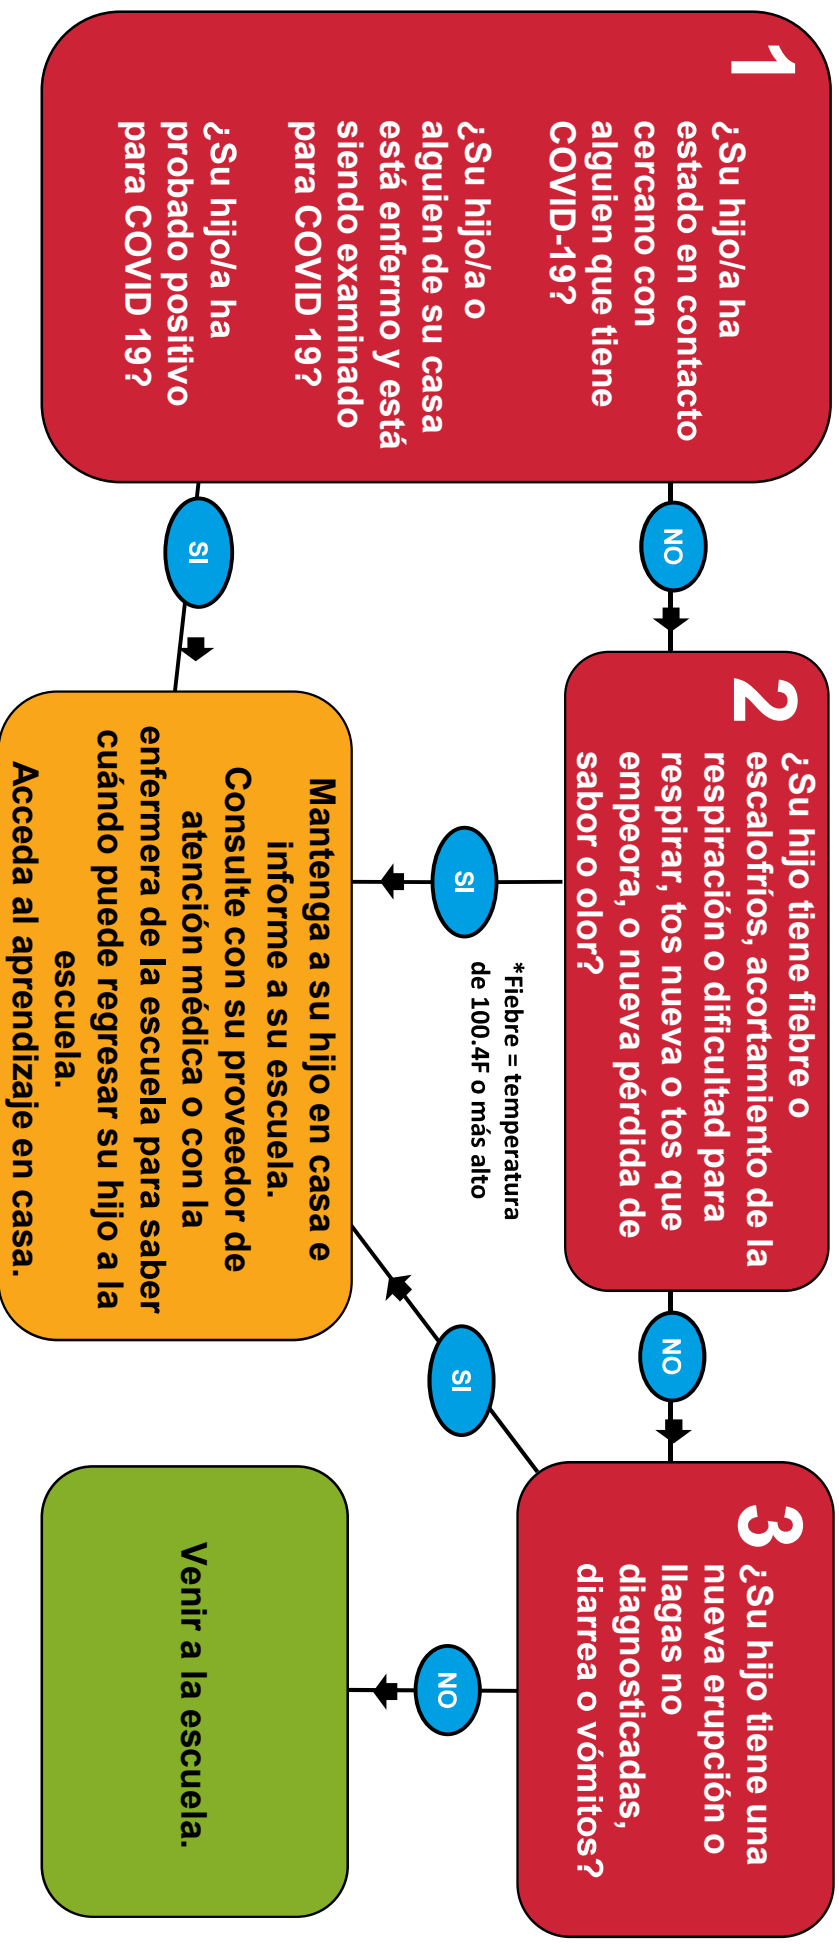 1
¿Su hijo/a ha
estado en contacto
cercano con
alguien que tiene
COVID-19?
¿Su hijo/a o
alguien de su casa
está enfermo y está
siendo examinado
para COVID 19?
¿Su hijo/a ha
probado positivo
para COVID 19?
NO
SI
2
¿Su hijo tiene fiebre o
escalofríos, acortamiento de la
respiración o dificultad para
respirar, tos nueva o tos que
empeora, o nueva pérdida de
sabor o olor?
SI
*Fiebre = temperatura
de 100.4F o más alto
NO
3
¿Su hijo tiene una
nueva erupción o
llagas no
diagnosticadas,
diarrea o vómitos?
SI
NO
Mantenga a su hijo en casa e
informe a su escuela.
Consulte con su proveedor de
atención médica o con la
enfermera de la escuela para saber
cuándo puede regresar su hijo a la
escuela.
Acceda al aprendizaje en casa.
Venir a la escuela.